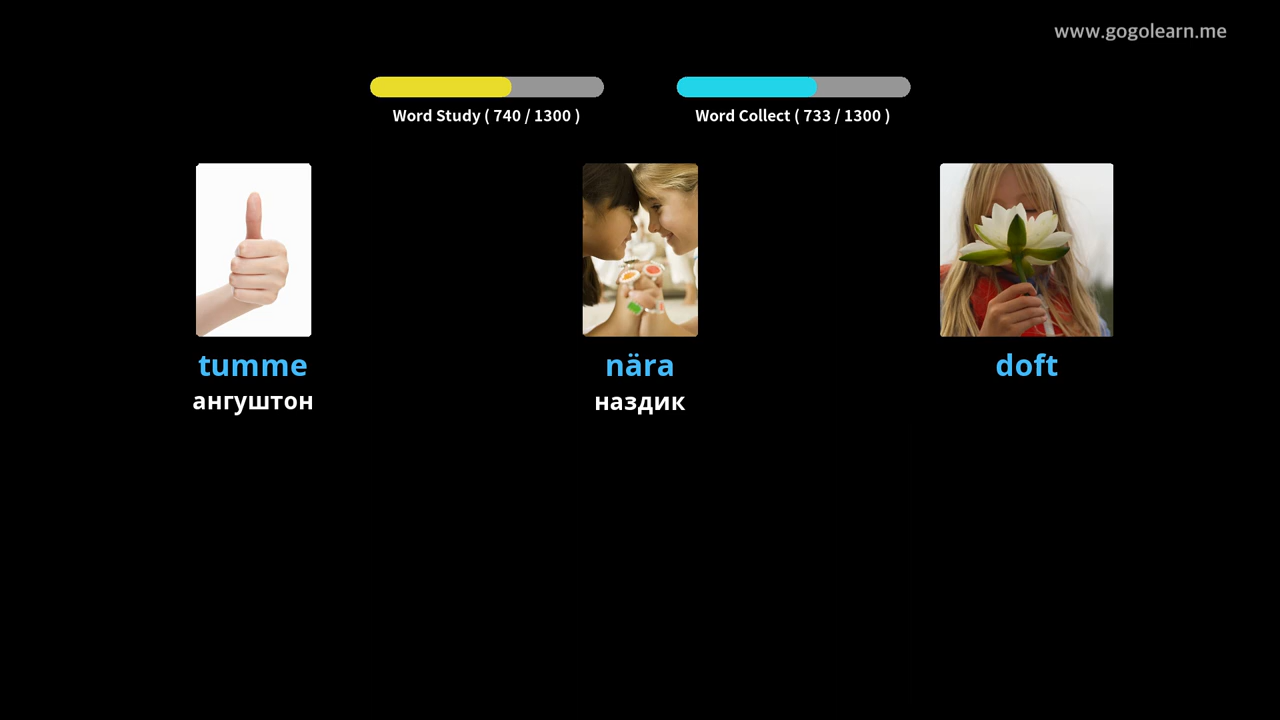 www.gogolearn.me
Word Study ( 740 / 1300 )
Word Collect ( 733 / 1300 )
tumme
nära
doft
ангуштон
наздик